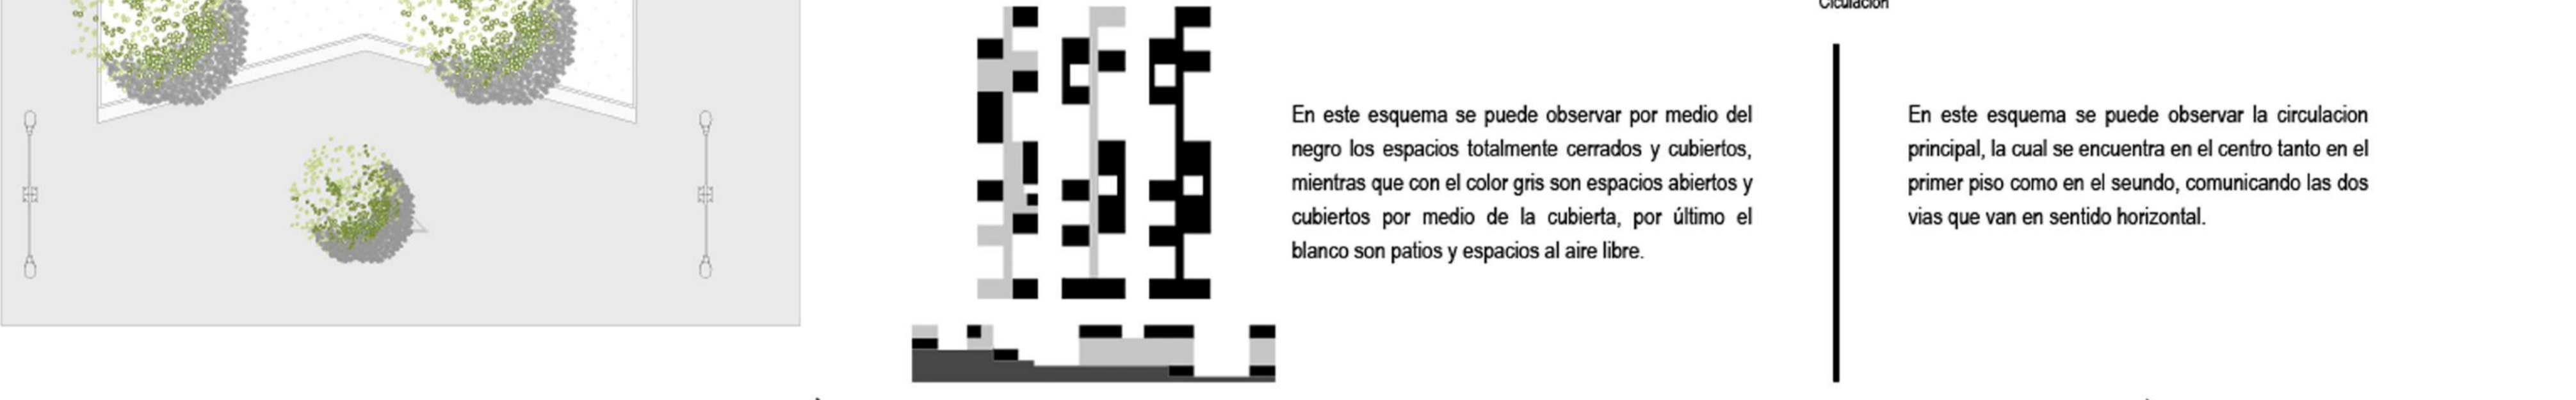 Ciculación
En este esquema se puede observar por medio del
negro los espacios totalmente cerrados y cubiertos,
mientras que con el color gris son espacios abiertos y
cubiertos por medio de la cubierta, por último el
blanco son patios y espacios al aire libre.
En este esquema se puede observar la circulacion
principal, la cual se encuentra en el centro tanto en el
primer piso como en el seundo, comunicando las dos
vias que van en sentido horizontal.